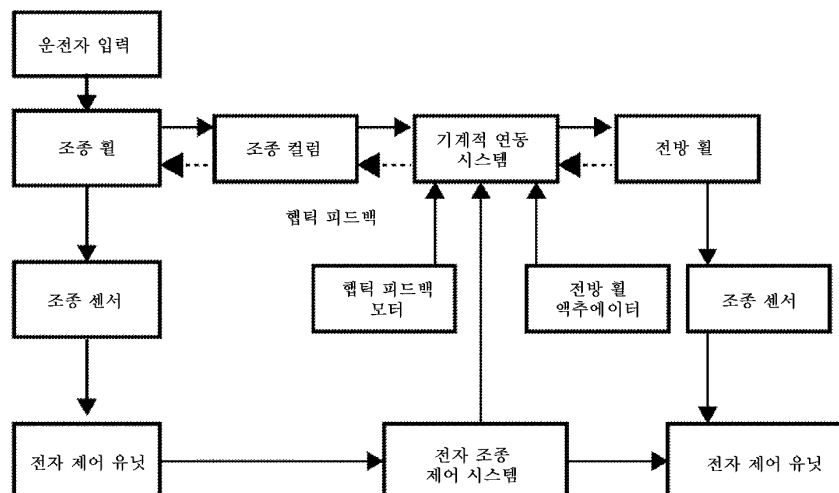 운전자 입력
조종 휠
조종 컬럼
기계적 연동
시스템
전방 휠
햅틱 피드백
조종 센서
햅틱 피드백
모터
전방 휠
액추에이터
조종 센서
전자 제어 유닛
전자 조종
제어 시스템
전자 제어 유닛